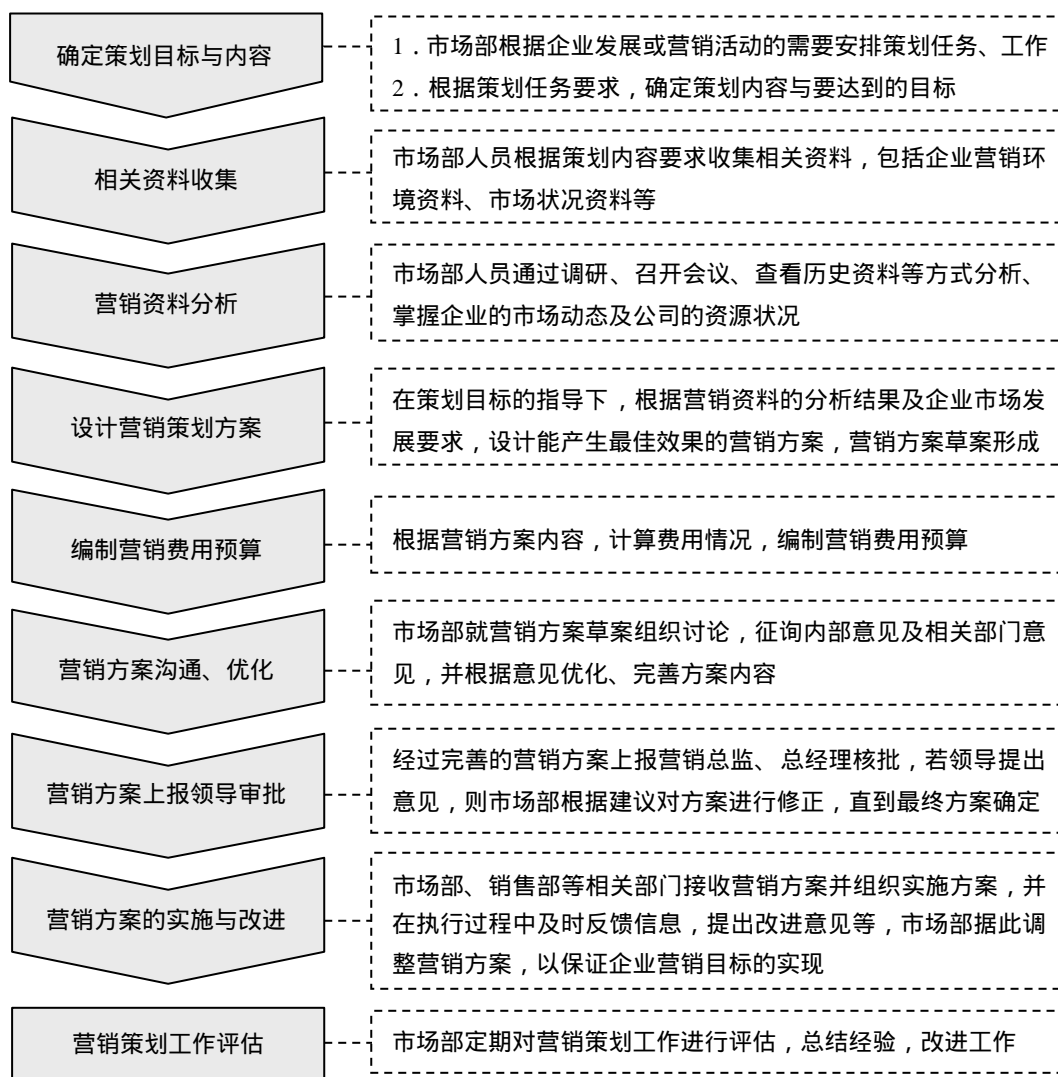 确定策划目标与内容
1．市场部根据企业发展或营销活动的需要安排策划任务、工作
2．根据策划任务要求，确定策划内容与要达到的目标
相关资料收集
市场部人员根据策划内容要求收集相关资料，包括企业营销环
境资料、市场状况资料等
营销资料分析
市场部人员通过调研、召开会议、查看历史资料等方式分析、
掌握企业的市场动态及公司的资源状况
设计营销策划方案
在策划目标的指导下，根据营销资料的分析结果及企业市场发
展要求，设计能产生最佳效果的营销方案，营销方案草案形成
编制营销费用预算
根据营销方案内容，计算费用情况，编制营销费用预算
营销方案沟通、优化
市场部就营销方案草案组织讨论，征询内部意见及相关部门意
见，并根据意见优化、完善方案内容
营销方案上报领导审批
经过完善的营销方案上报营销总监、总经理核批，若领导提出
意见，则市场部根据建议对方案进行修正，直到最终方案确定
营销方案的实施与改进
市场部、销售部等相关部门接收营销方案并组织实施方案，并
在执行过程中及时反馈信息，提出改进意见等，市场部据此调
整营销方案，以保证企业营销目标的实现
营销策划工作评估
市场部定期对营销策划工作进行评估，总结经验，改进工作